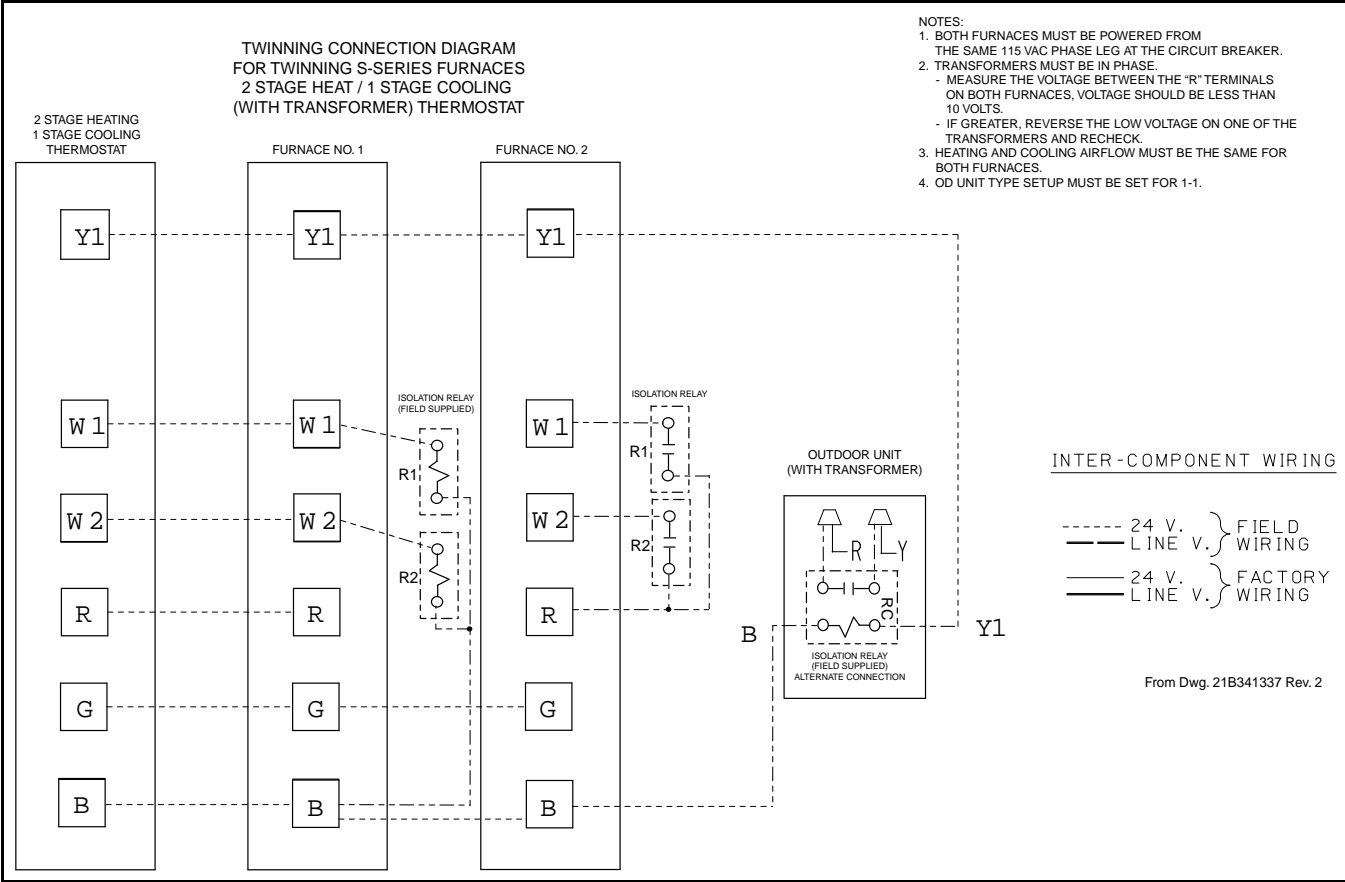 TWINNING CONNECTION DIAGRAM
FOR TWINNING S-SERIES FURNACES
2 STAGE HEAT / 1 STAGE COOLING
(WITH TRANSFORMER) THERMOSTAT
NOTES:
1. BOTH FURNACES MUST BE POWERED FROM
THE SAME 115 VAC PHASE LEG AT THE CIRCUIT BREAKER.
2. TRANSFORMERS MUST BE IN PHASE.
- MEASURE THE VOLTAGE BETWEEN THE “R” TERMINALS
ON BOTH FURNACES, VOLTAGE SHOULD BE LESS THAN
10 VOLTS.
- IF GREATER, REVERSE THE LOW VOLTAGE ON ONE OF THE
TRANSFORMERS AND RECHECK.
3. HEATING AND COOLING AIRFLOW MUST BE THE SAME FOR
BOTH FURNACES.
4. OD UNIT TYPE SETUP MUST BE SET FOR 1-1.
2 STAGE HEATING
1 STAGE COOLING
THERMOSTAT
Y1
W1
W2
R
G
B
FURNACE NO. 1
Y1
W1
W2
R
G
B
ISOLATION RELAY
(FIELD SUPPLIED)
R1
R2
FURNACE NO. 2
Y1
W1
W2
R
G
B
ISOLATION RELAY
R1
R2
OUTDOOR UNIT
(WITH TRANSFORMER)
R
Y
RC
B
Y1
ISOLATION RELAY
(FIELD SUPPLIED)
ALTERNATE CONNECTION
INTER-COMPONENT WIRING
24 V.
LINE V.
FIELD
WIRING
24 V.
LINE V.
FACTORY
WIRING
From Dwg. 21B341337 Rev. 2